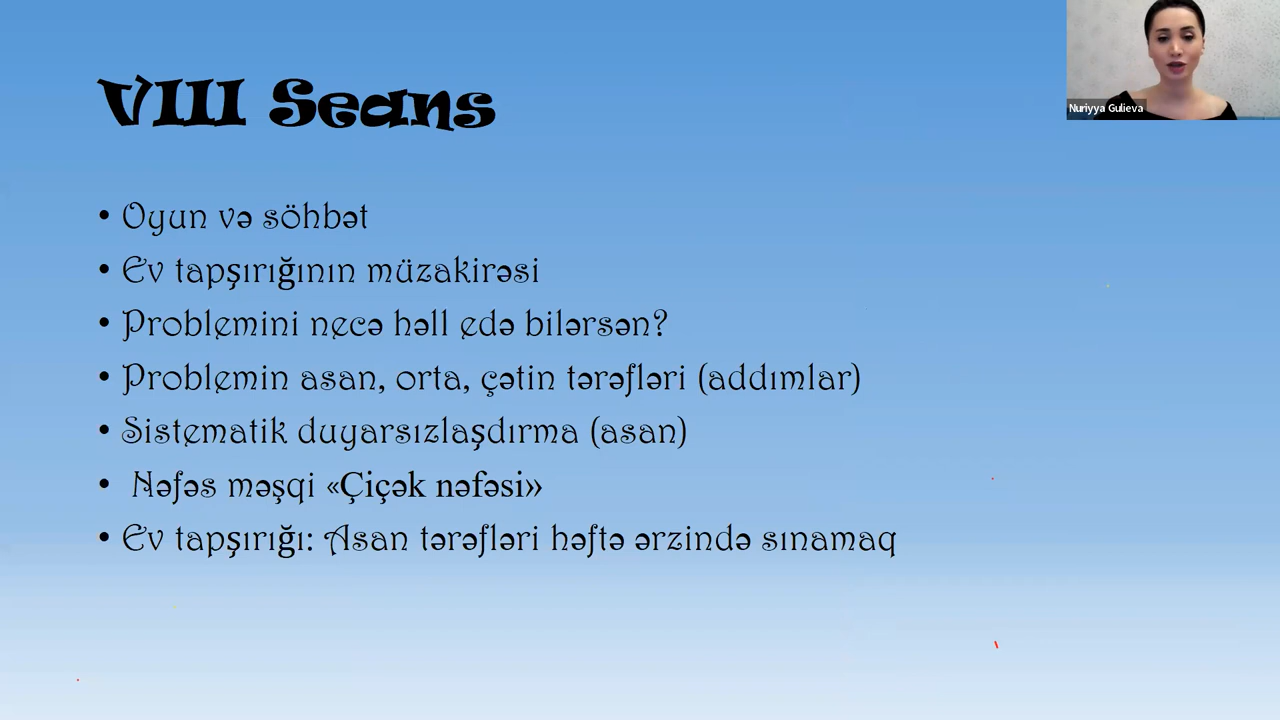 VIII Seans
Nuriyya Gulieva
• Oyun və söhbət
• Ev tapşırığının müzakirəsi
• Problemini necə həll edə bilərsən?
• Problemin asan, orta, çətin tərəfləri (addımlar)
• Sistematik duyarsızlaşdırma (asan)
• Nəfəs məşqi «Çiçək nəfəsi»
• Ev tapşırığı: Asan tərəfləri həftə ərzində sınamaq